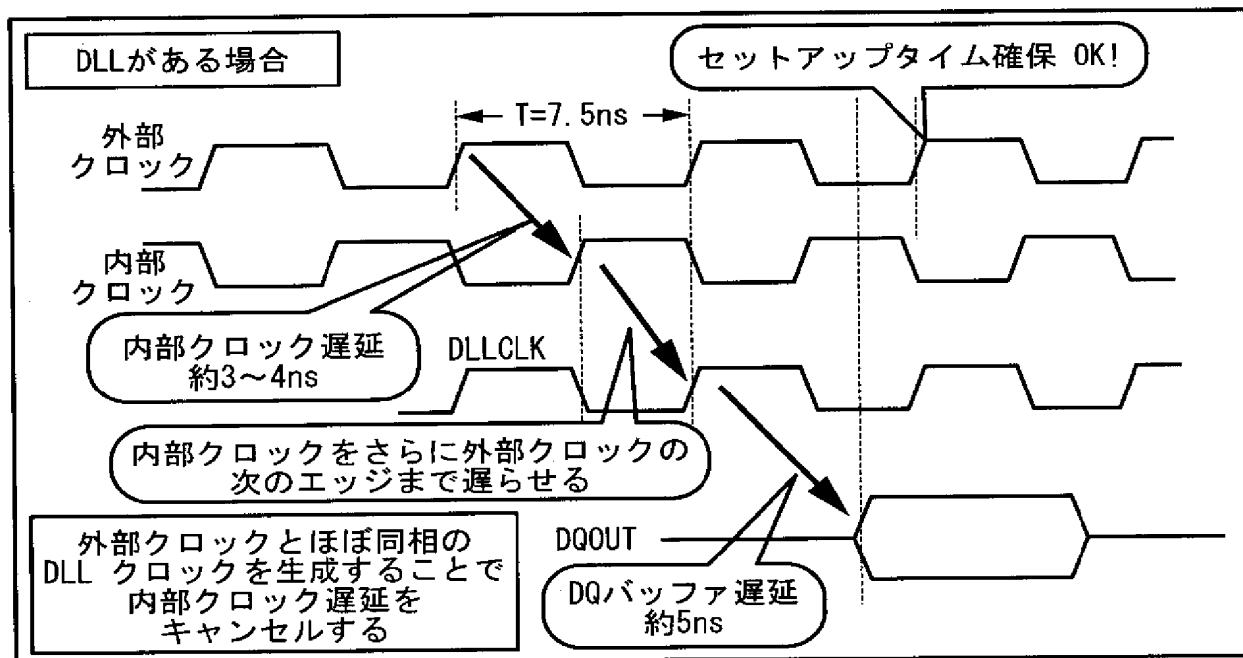 DLLがある場合
セットアップタイム確保 OK!
T=7.5ns
外部
クロック
内部
クロック
内部クロック遅延
約3〜4ns
DLLCLK
内部クロックをさらに外部クロックの
次のエッジまで遅らせる
外部クロックとほぼ同相の
DLL クロックを生成することで
内部クロック遅延を
キャンセルする
DQOUT
DQバッファ遅延
約5ns